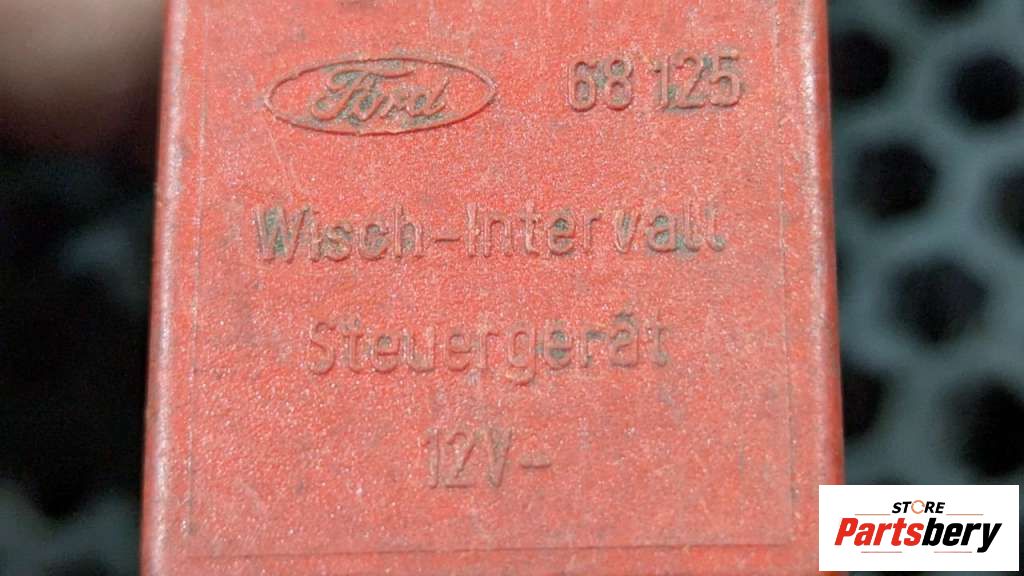 Ford 68 125
Wisch-Intervall
Steuergerät
12V-
STORE
Partsbery